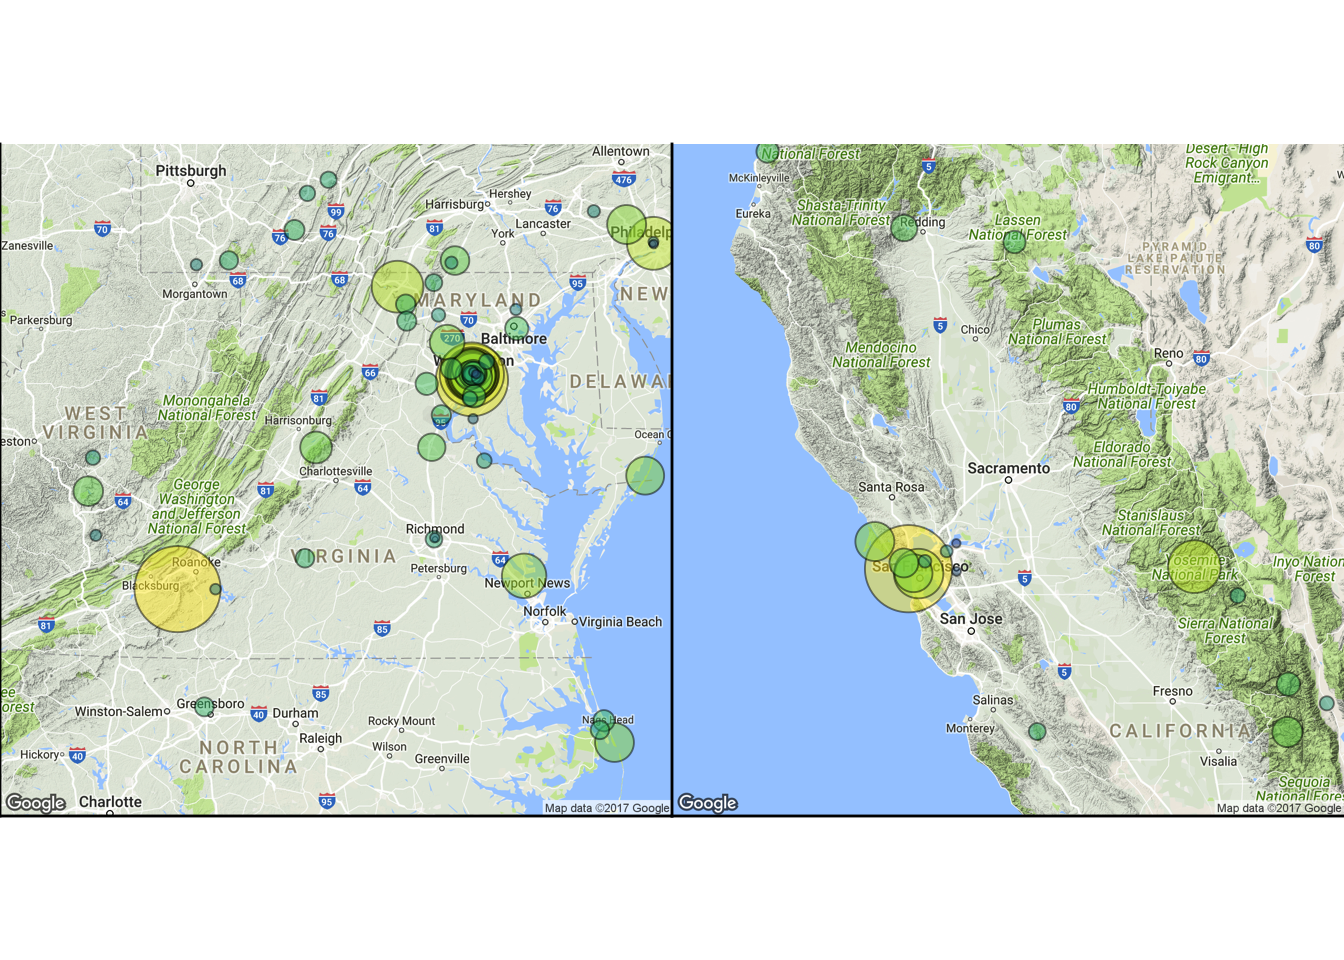 Allentown
Pittsburgh
476
Hershey
Harrisburg
76
99
Lancaster
70
81
Philadelp
76
76
York
Zanesville
68
68
95
Morgantown
MARYLAND
NEW
Parkersburg
70
270
Baltimore
66
DELAWA
81
Monongahela
National Forest
WEST
VIRGINIA
Harrisonburg
eston
Ocean C
Charlottesville
George
Washington
and Jefferson
National Forest
81
64
64
Richmond
VIRGINIA
64
Roanoke
Petersburg
Blacksburg
Newport News
Norfolk
Virginia Beach
81
85
ee
orest
85
Greensboro
Winston-Salem
40
Durham
Nags Head
Rocky Mount
Raleigh
NORTH
CAROLINA
Wilson
Hickory
40
Greenville
Charlotte
95
Google
Map data ©2017 Google
National Forest
Desert - High
Rock Canyon
Emigrant...
5
McKinleyville
Shasta-Trinity
National Forest
Eureka
Redding
Lassen
National Forest
80
PYRAMID
LAKE PAIUTE
RESERVATION
5
Chico
Plumas
National Forest
Mendocino
National Forest
Reno
80
Humboldt-Toiyabe
National Forest
80
Eldorado
National Forest
Sacramento
Santa Rosa
Stanislaus
National Forest
San Francisco
5
Yosemite
National Park
Inyo Nation
Forest
San Jose
Sierra National
Forest
5
Salinas
Fresno
Monterey
CALIFORNIA
Visalia
Sequoia
National Fores
Google
Map data ©2017 Google